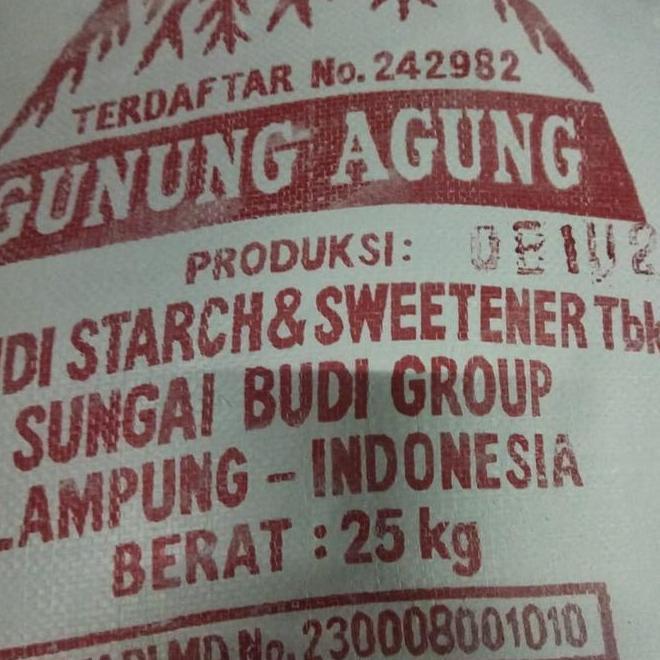 TERDAFTAR No. 242982
GUNUNG AGUNG
PRODUKSI:
STARCH & SWEETENER Tbk
SUNGAI BUDI GROUP
LAMPUNG - INDONESIA
BERAT : 25 kg
MD No. 230008001010